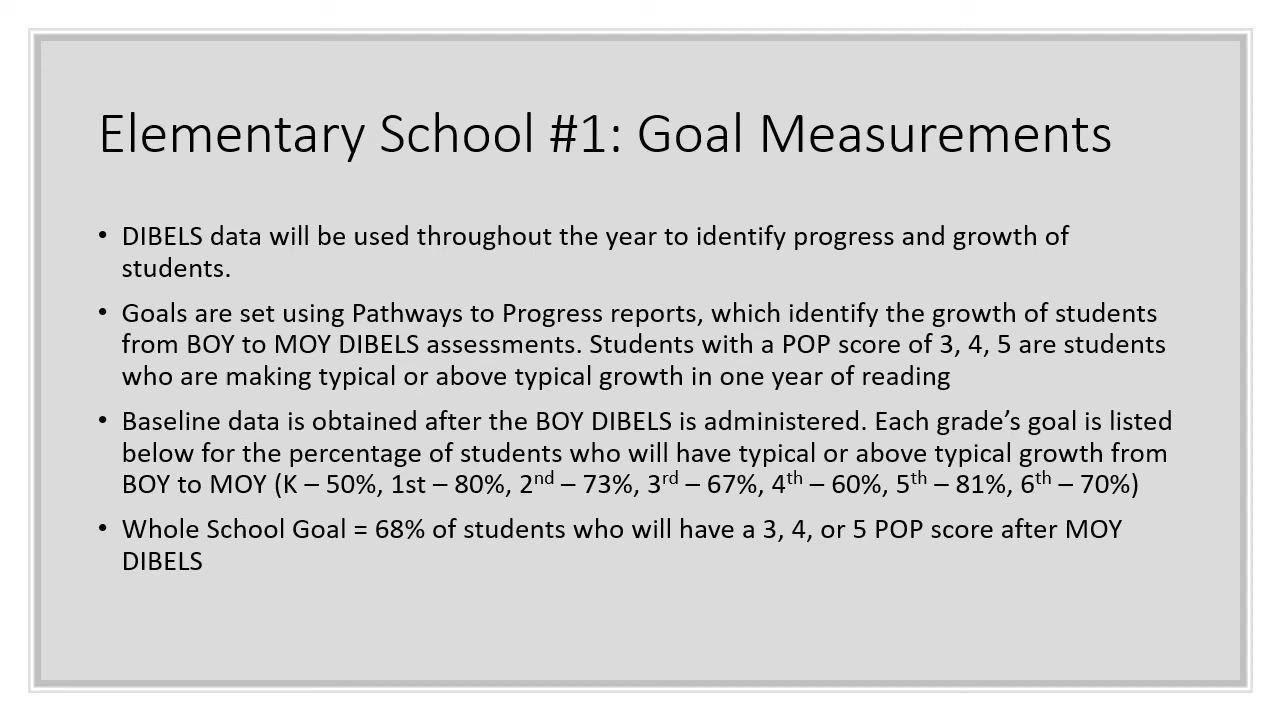 Elementary School #1: Goal Measurements
• DIBELS data will be used throughout the year to identify progress and growth of
students.
• Goals are set using Pathways to Progress reports, which identify the growth of students
from BOY to MOY DIBELS assessments. Students with a POP score of 3, 4, 5 are students
who are making typical or above typical growth in one year of reading
• Baseline data is obtained after the BOY DIBELS is administered. Each grade’s goal is listed
below for the percentage of students who will have typical or above typical growth from
BOY to MOY (K – 50%, 1st – 80%, 2nd – 73%, 3rd – 67%, 4th – 60%, 5th – 81%, 6th – 70%)
• Whole School Goal = 68% of students who will have a 3, 4, or 5 POP score after MOY
DIBELS